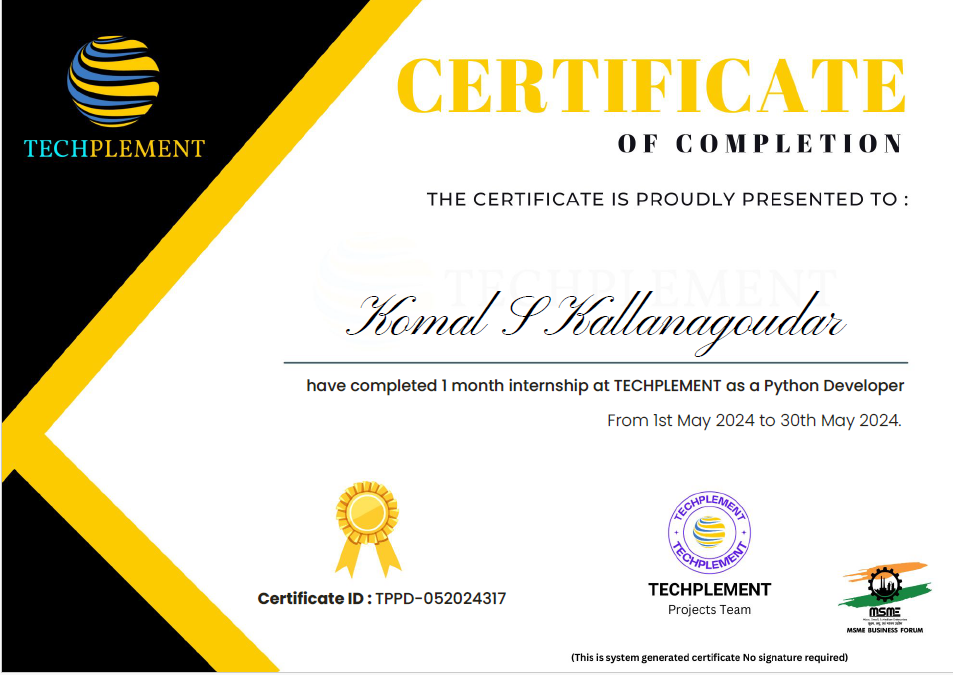 TECHPLEMENT
CERTIFICATE
OF COMPLETION
THE CERTIFICATE IS PROUDLY PRESENTED TO :
TECHPLEMENT
Komal S Kallanagoudar
have completed 1 month internship at TECHPLEMENT as a Python Developer
From 1st May 2024 to 30th May 2024.
Certificate ID : TPPD-052024317
TECHPLEMENT
TECHPLEMENT
TECHPLEMENT
Projects Team
MSME
MSME BUSINESS FORUM
(This is system generated certificate No signature required)